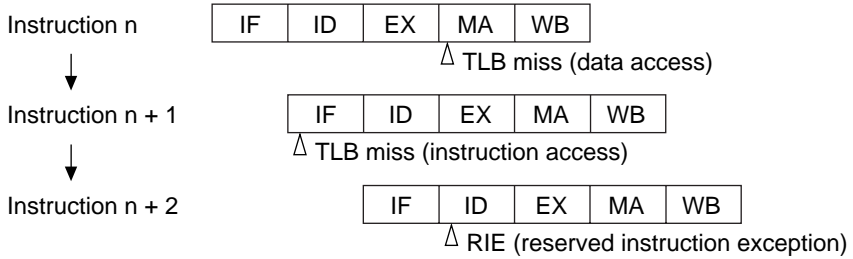 Instruction n IF ID EX MA WB
TLB miss (data access)
Instruction n + 1 IF ID EX MA WB
TLB miss (instruction access)
Instruction n + 2 IF ID EX MA WB
RIE (reserved instruction exception)